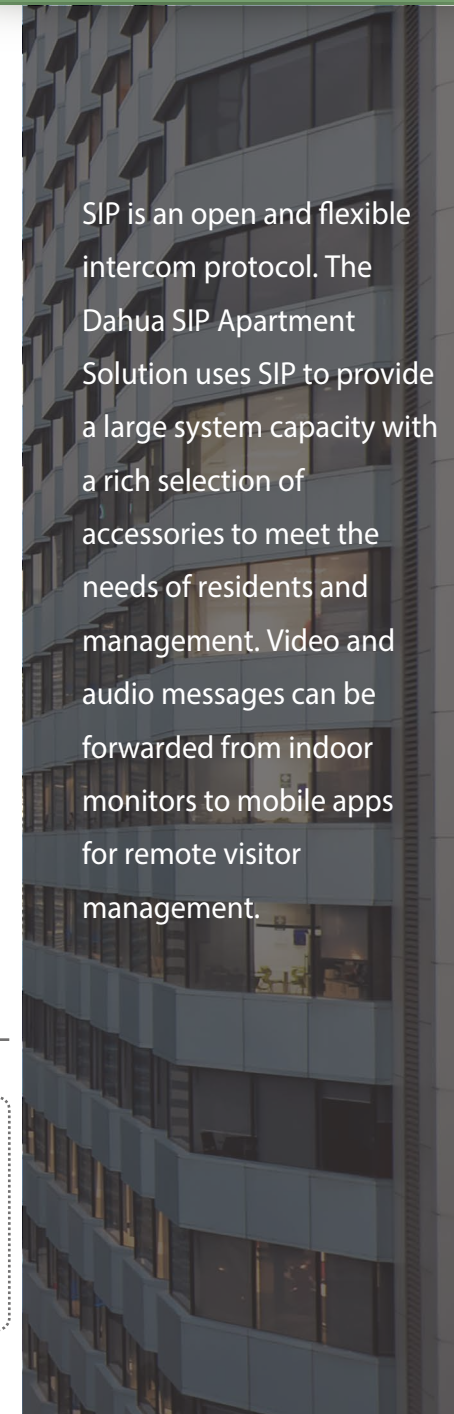 SIP is an open and flexible
intercom protocol. The
Dahua SIP Apartment
Solution uses SIP to provide
a large system capacity with
a rich selection of
accessories to meet the
needs of residents and
management. Video and
audio messages can be
forwarded from indoor
monitors to mobile apps
for remote visitor
management.